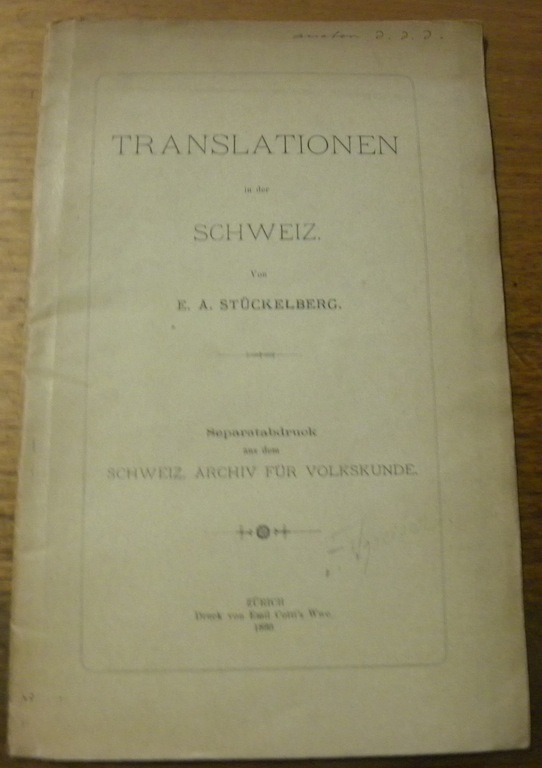 TRANSLATIONEN
in der
SCHWEIZ.
Von
E. A. STÜCKELBERG.
Separatabdruck
aus dem
SCHWEIZ. ARCHIV FÜR VOLKSKUNDE.
ZÜRICH
Druck von Emil Cotti's Wwe.